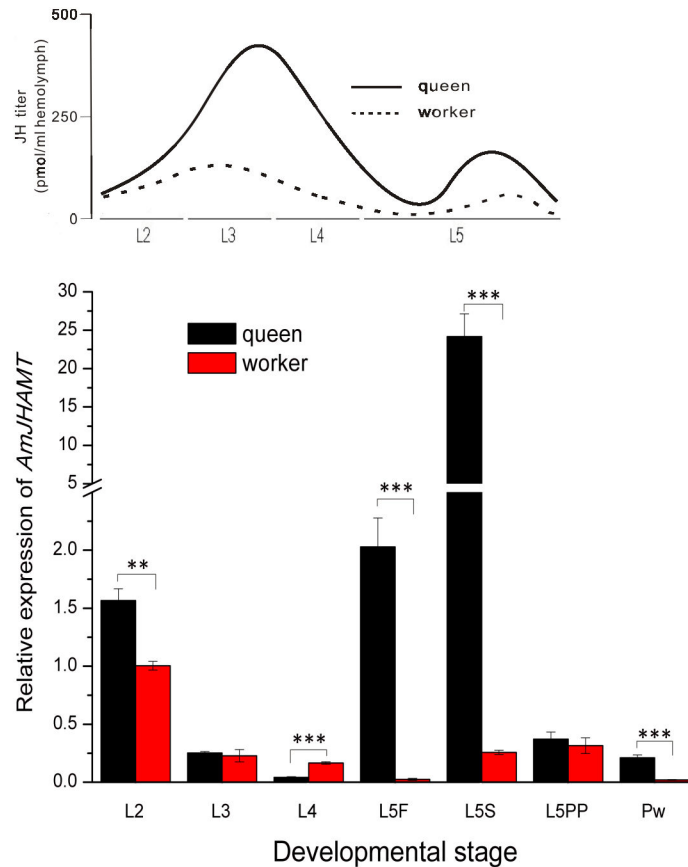 500
250
0
JH titer
(pmol/ml hemolymph)
queen
worker
L2 L3 L4 L5
30
25
20
15
10
5
2.0
1.5
1.0
0.5
0.0
Relative expression of AmJHAMT
queen
worker
**
***
***
***
***
L2 L3 L4 L5F L5S L5PP Pw
Developmental stage